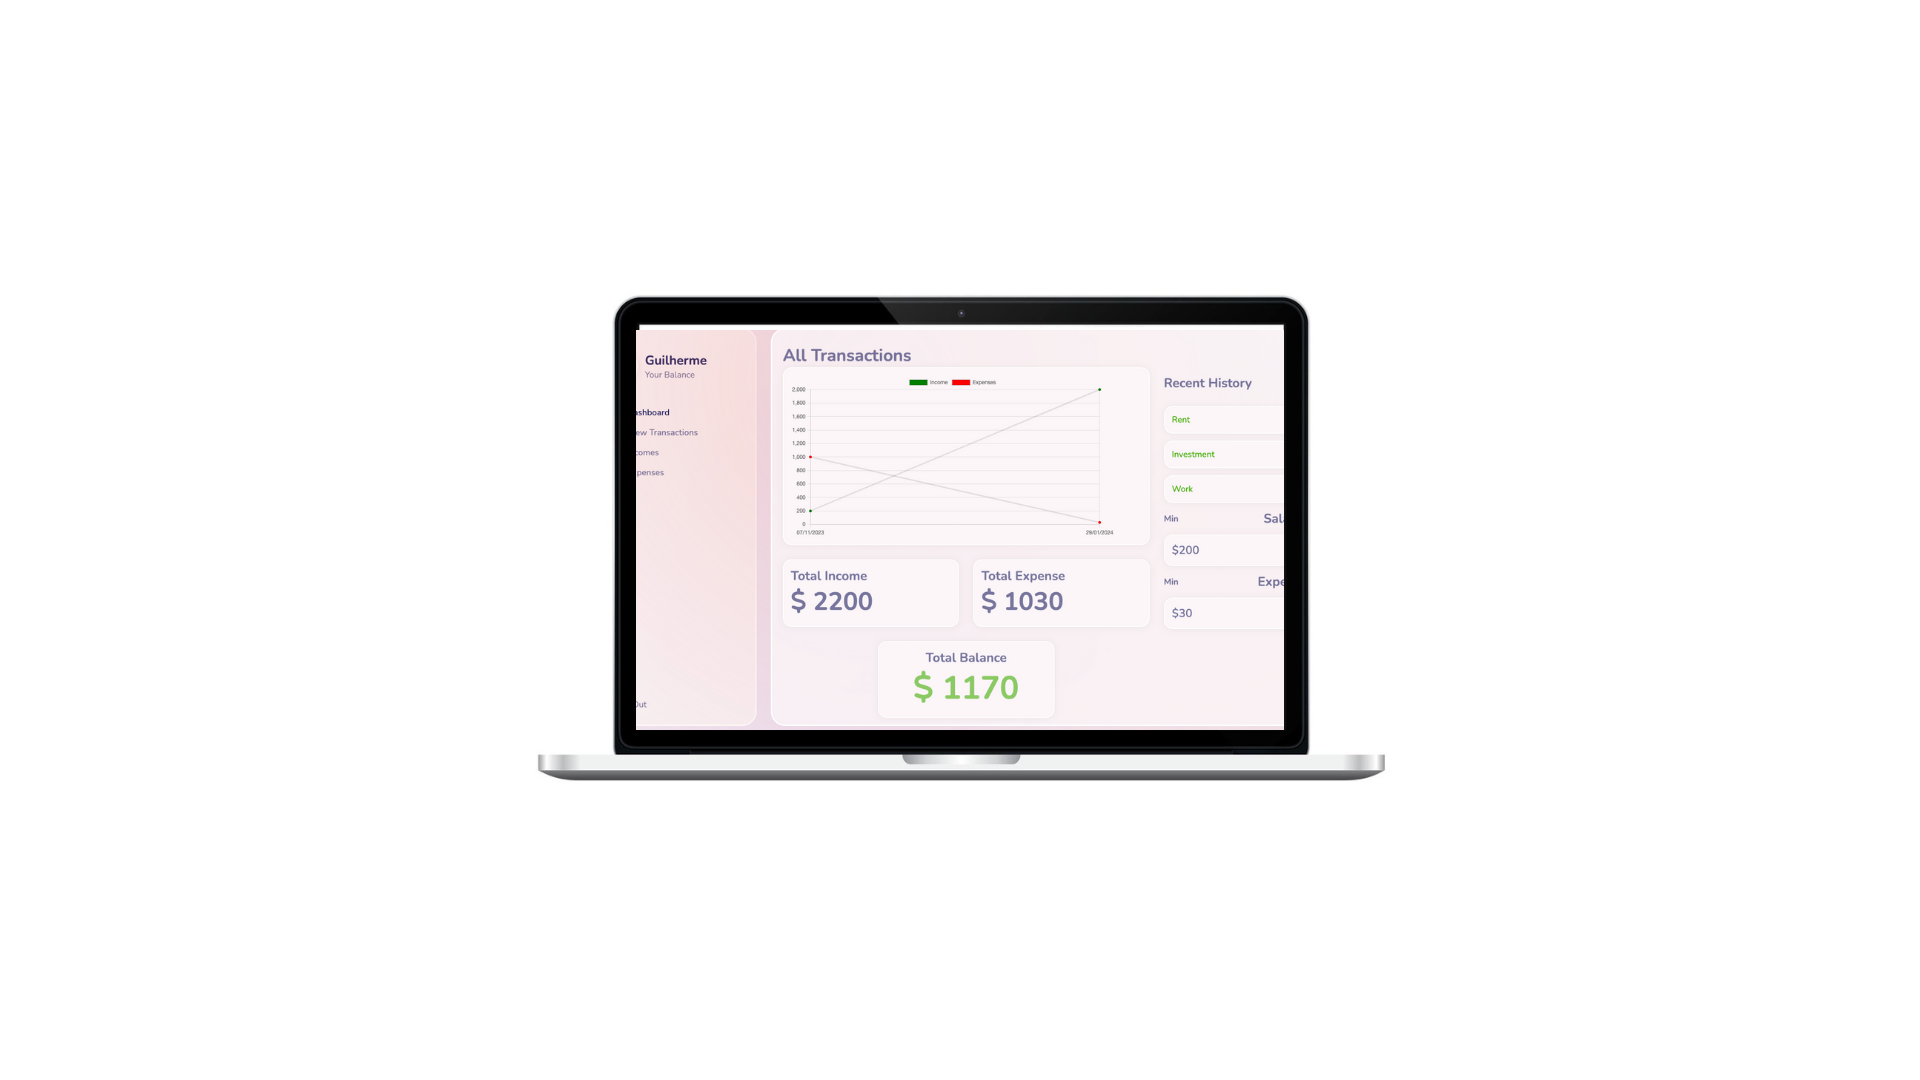 Guilherme
Your Balance
ashboard
ew Transactions
comes
penses
Out
All Transactions
Income Expenses
2,000
1,800
1,600
1,400
1,200
1,000
800
600
400
200
0
07/11/2023 29/01/2024
Total Income
$ 2200
Total Expense
$ 1030
Total Balance
$ 1170
Recent History
Rent
Investment
Work
Min Sal
$200
Min Expe
$30